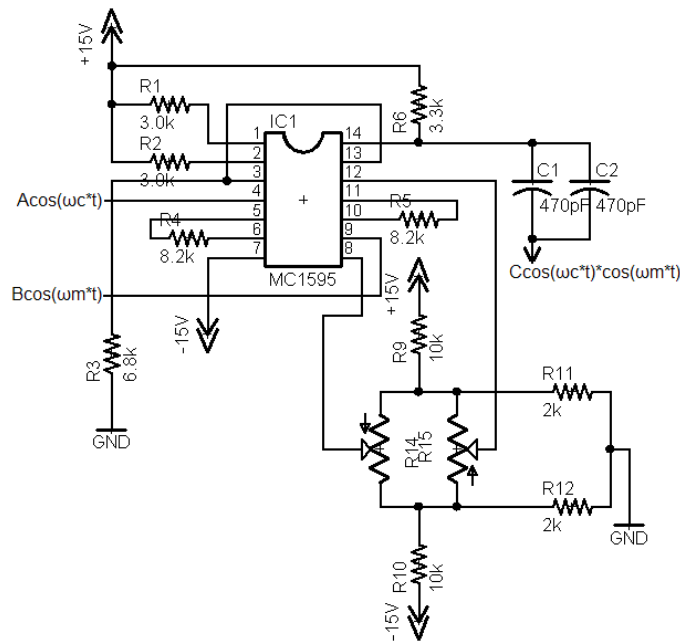 +15V
R1
3.0k
R2
3.0k
IC1
1
2
3
4
5
6
7
14
13
12
11
10
9
8
+
MC1595
R6
3.3k
C1
470pF
C2
470pF
Acos(ωc*t)
R4
8.2k
R5
8.2k
Bcos(ωm*t)
Ccos(ωc*t)*cos(ωm*t)
-15V
+15V
R3
6.8k
GND
R9
10k
R11
2k
R14
R15
R12
2k
GND
R10
10k
-15V